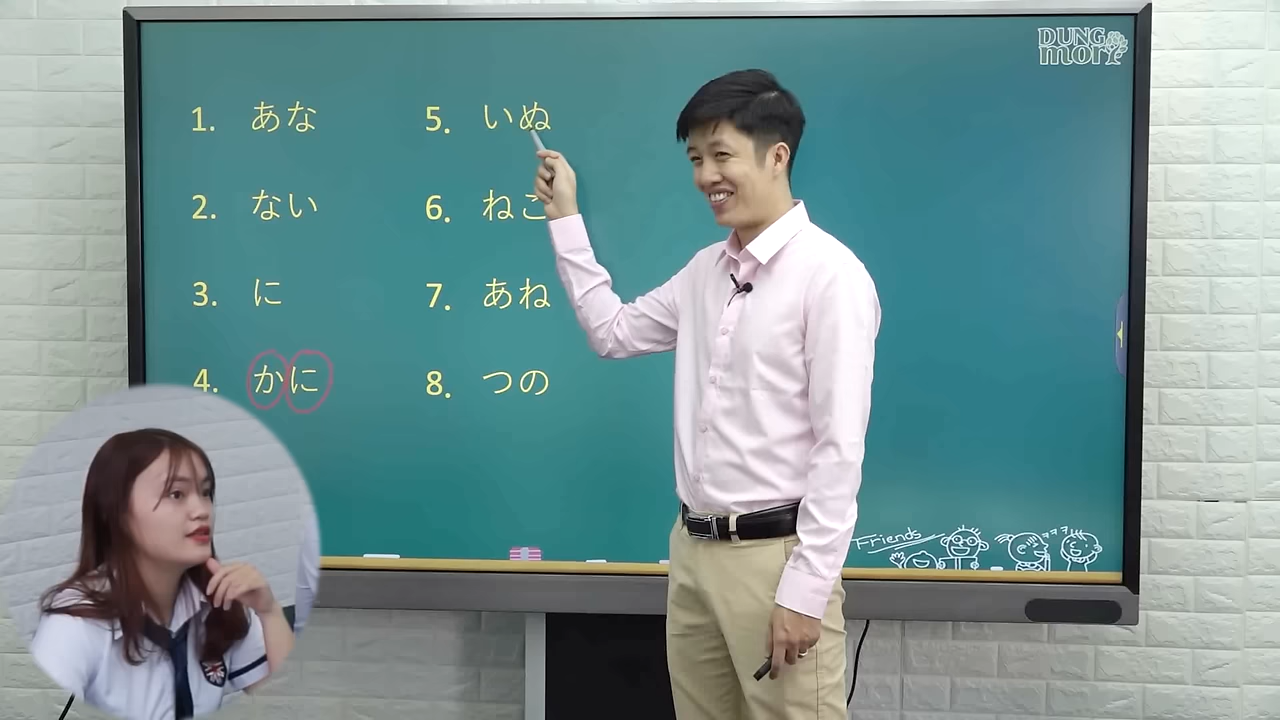 DUNG
mori
1. あな
2. ない
3. に
4. かに
5. いぬ
6. ねこ
7. あね
8. つの
Friends